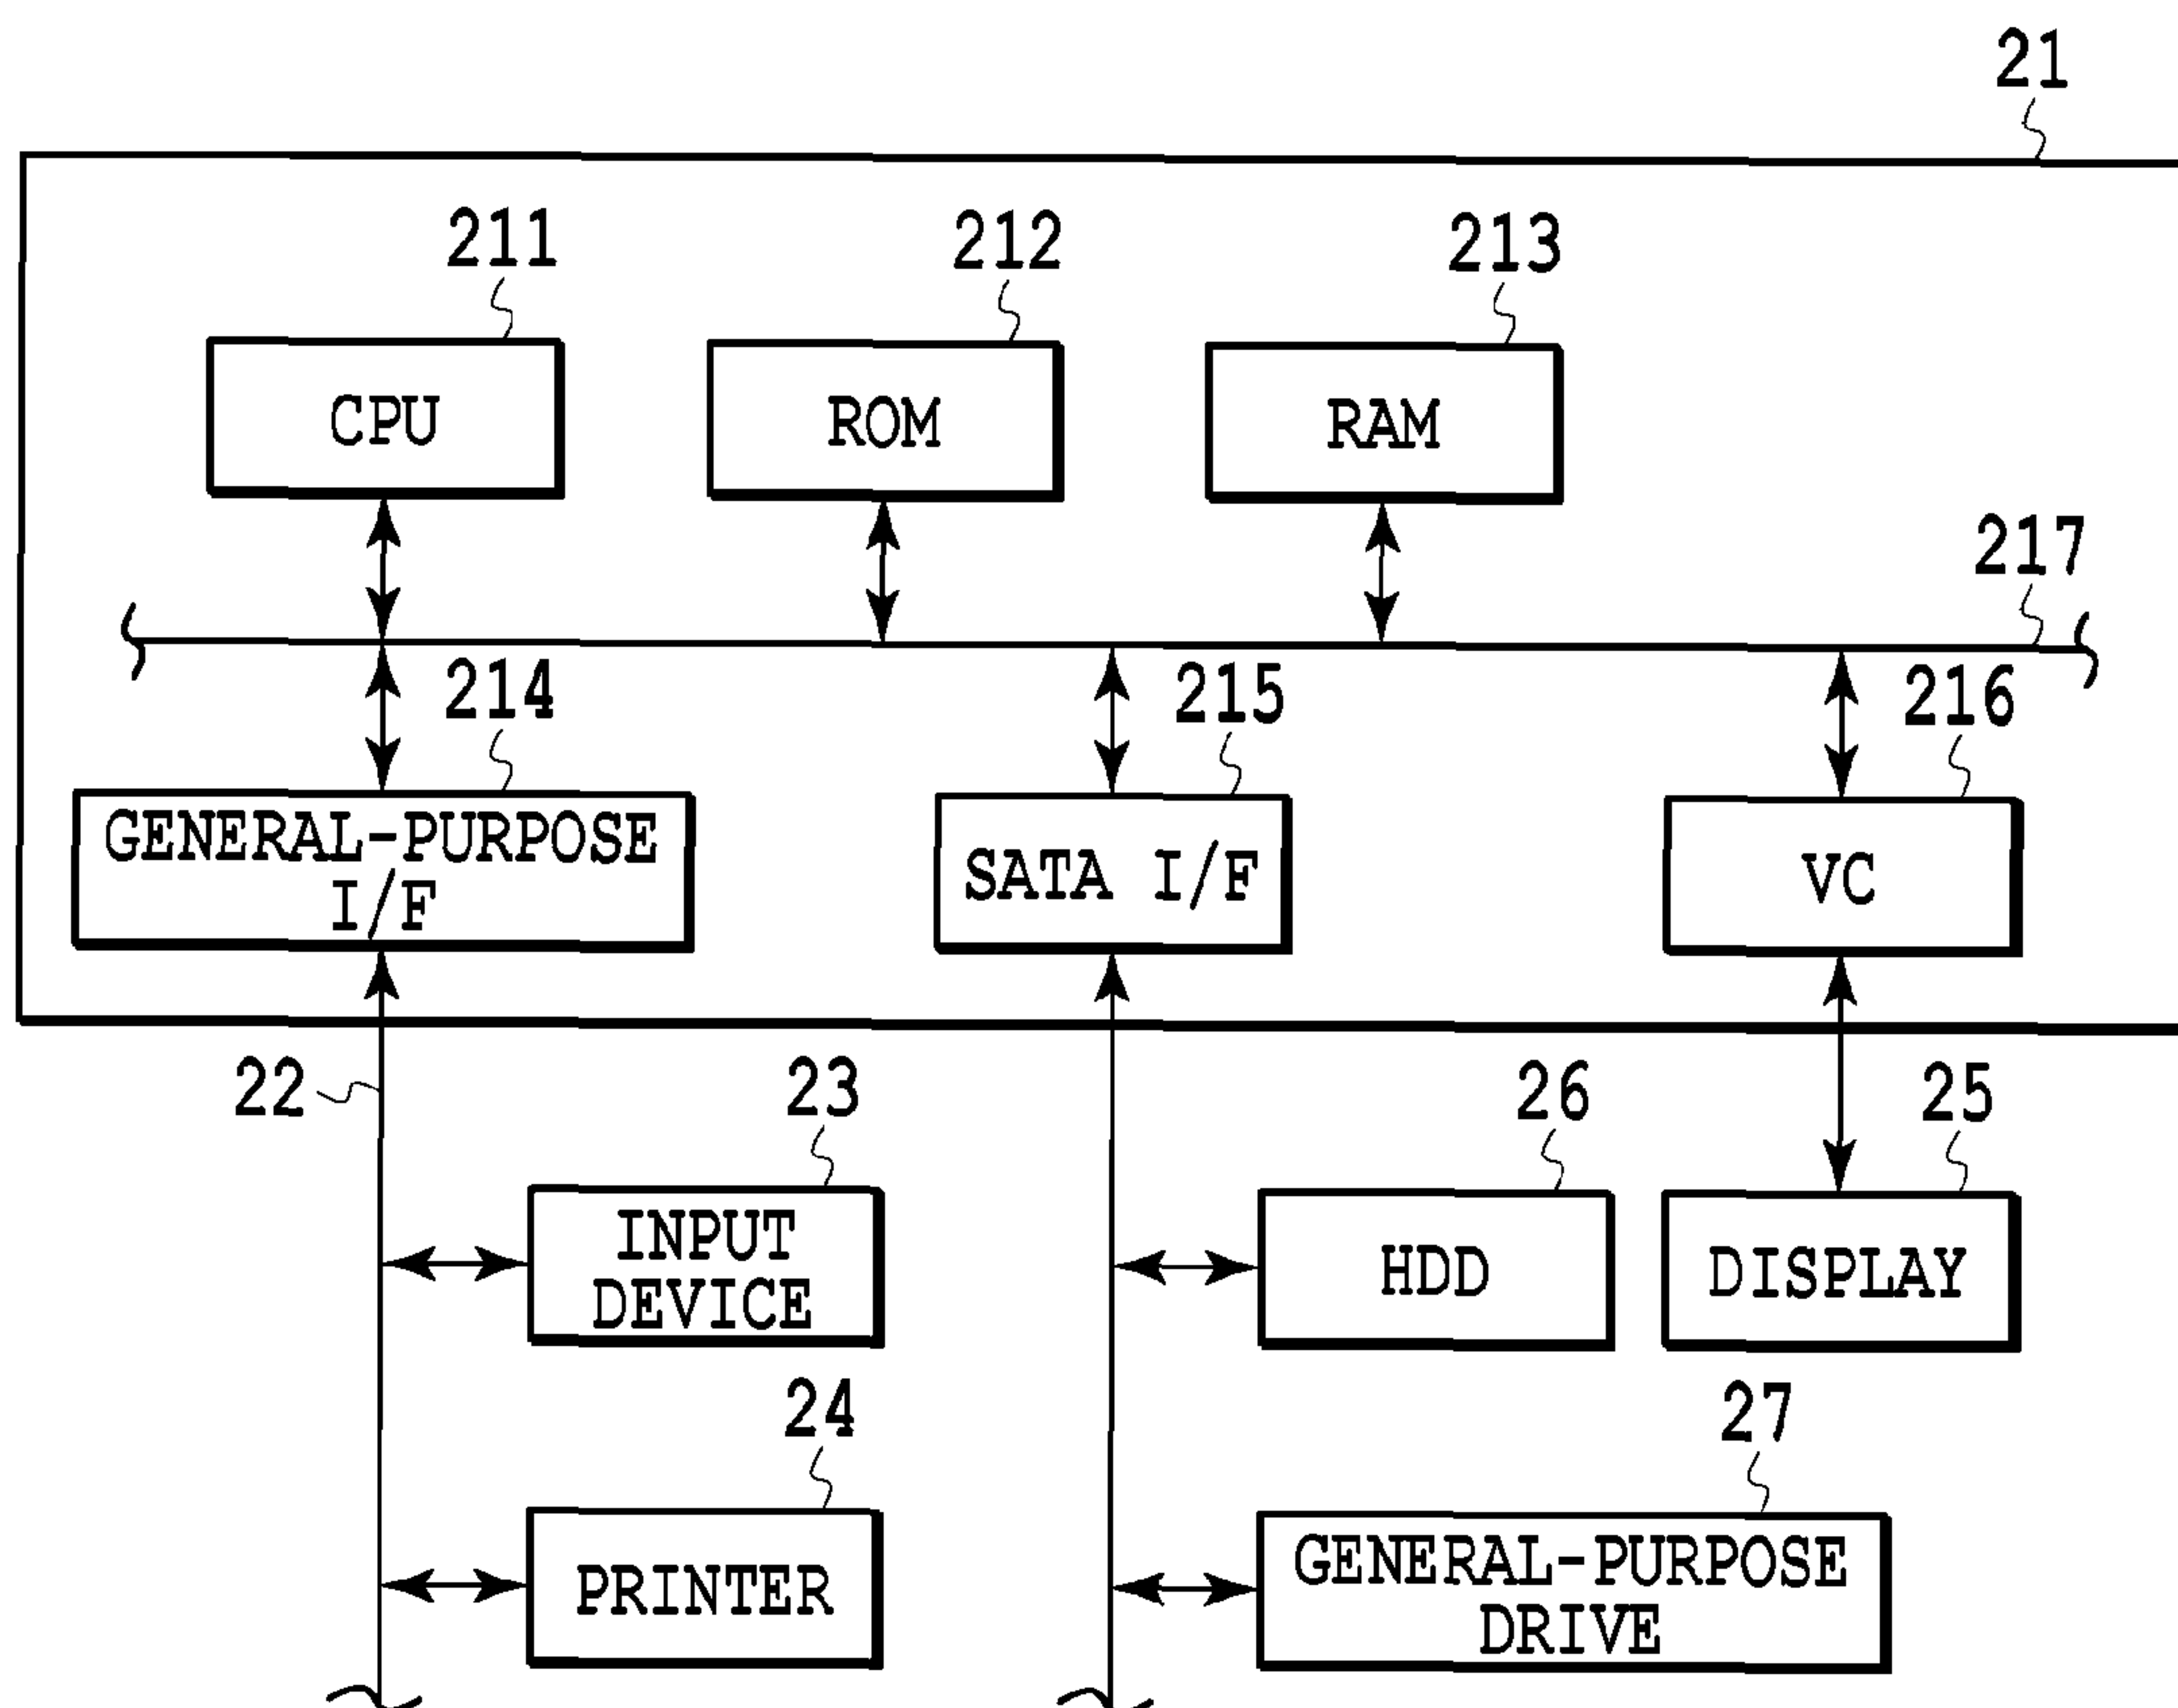 21
211
212
213
CPU
ROM
RAM
217
214
215
216
GENERAL-PURPOSE
I/F
SATA I/F
VC
22
23
26
25
INPUT
DEVICE
HDD
DISPLAY
24
27
PRINTER
GENERAL-PURPOSE
DRIVE